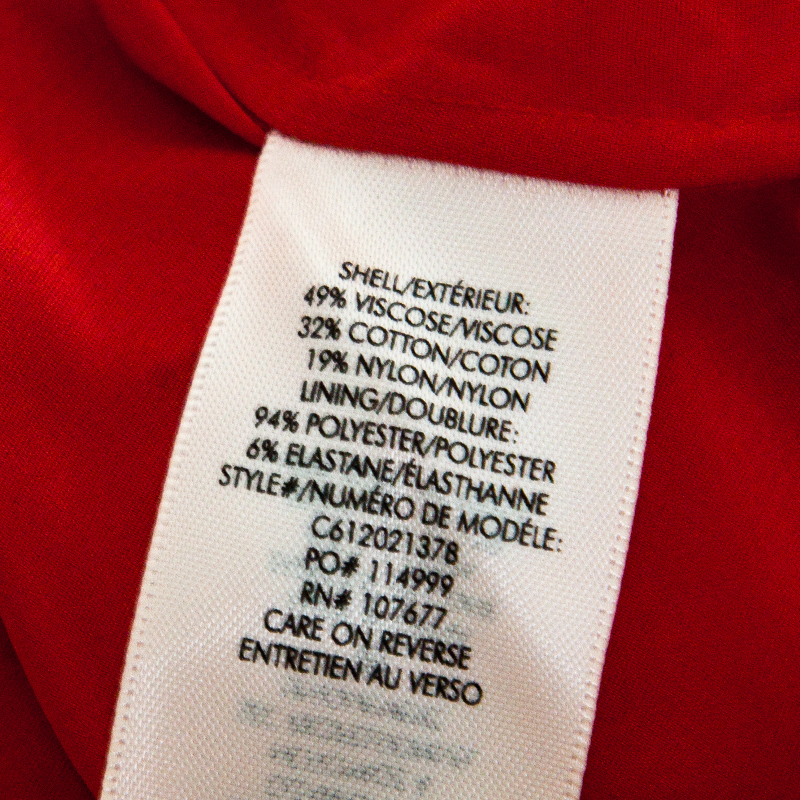 SHELL/EXTÉRIEUR:
49% VISCOSE/VISCOSE
32% COTTON/COTON
19% NYLON/NYLON
LINING/DOUBLURE:
94% POLYESTER/POLYESTER
6% ELASTANE/ÉLASTHANNE
STYLE#/NUMÉRO DE MODÉLE:
C612021378
PO# 114999
RN# 107677
CARE ON REVERSE
ENTRETIEN AU VERSO